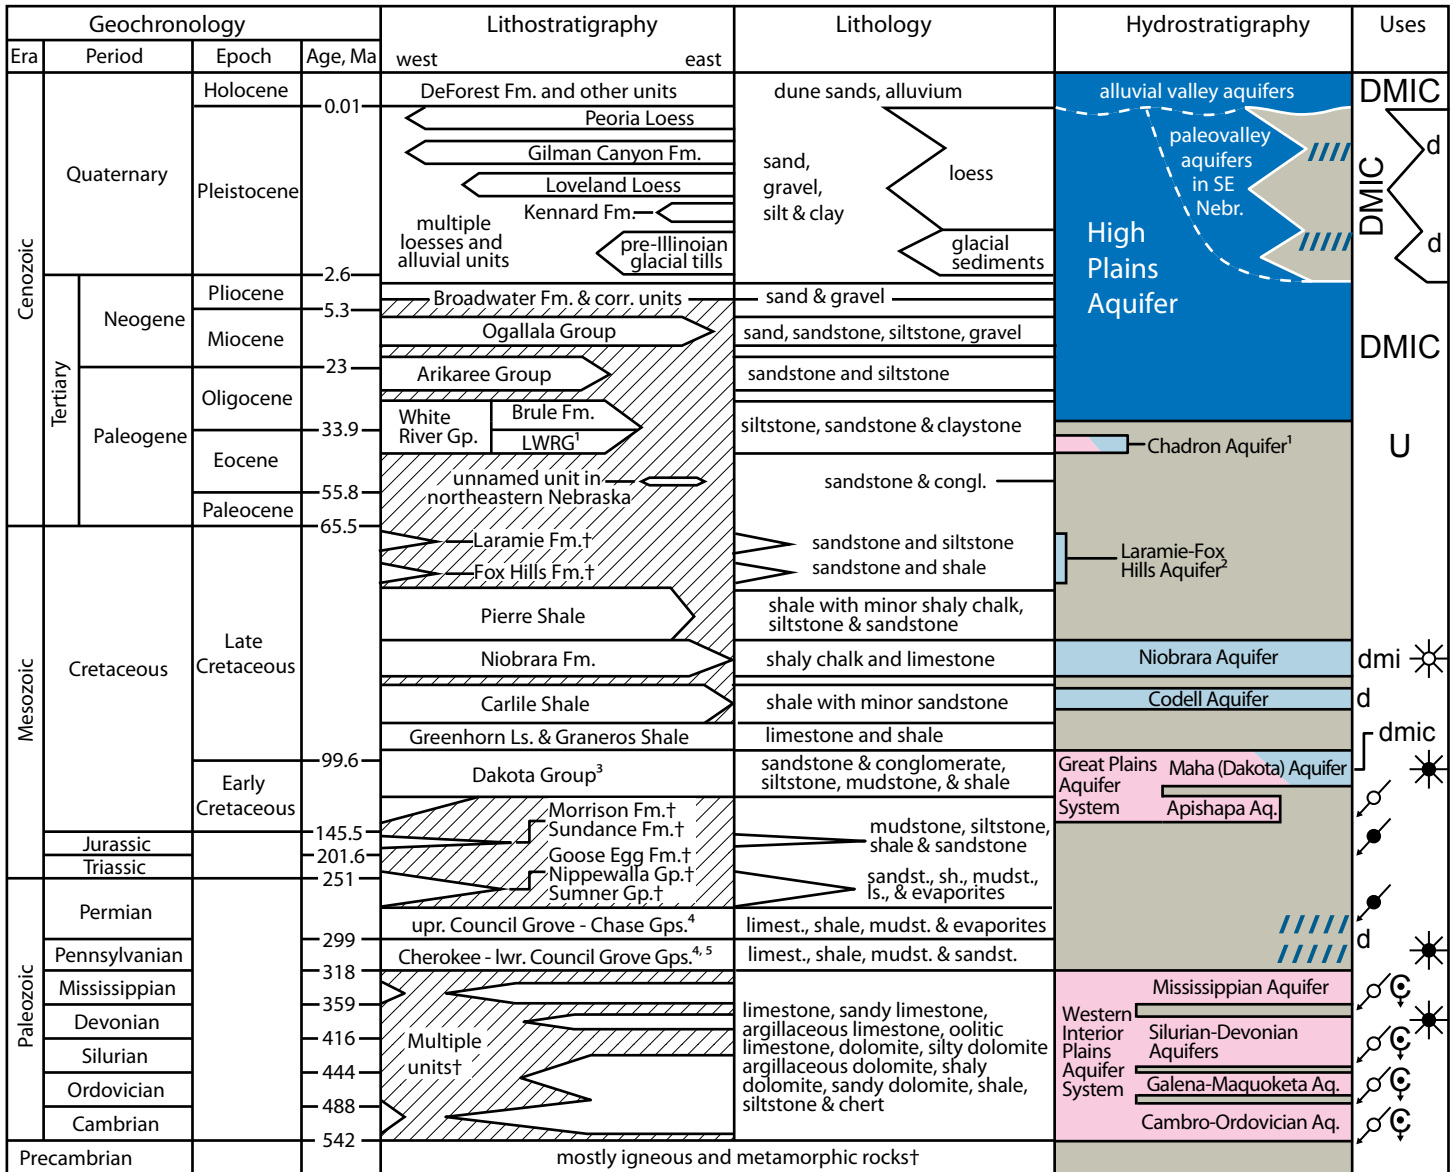 Geochronology
Lithostratigraphy
Lithology
Hydrostratigraphy
Uses
Era
Period
Epoch
Age, Ma
west
east
Cenozoic
Quaternary
Holocene
0.01
Pleistocene
2.6
Tertiary
Neogene
Pliocene
5.3
Miocene
23
Paleogene
Oligocene
33.9
Eocene
55.8
Paleocene
65.5
Mesozoic
Cretaceous
Late
Cretaceous
99.6
Early
Cretaceous
145.5
Jurassic
201.6
Triassic
251
Paleozoic
Permian
299
Pennsylvanian
318
Mississippian
359
Devonian
416
Silurian
444
Ordovician
488
Cambrian
542
Precambrian
DeForest Fm. and other units
Peoria Loess
Gilman Canyon Fm.
Loveland Loess
Kennard Fm.
multiple
loesses and
alluvial units
pre-Illinoian
glacial tills
Broadwater Fm. & corr. units
Ogallala Group
Arikaree Group
White
River Gp.
Brule Fm.
LWRG¹
unnamed unit in
northeastern Nebraska
Laramie Fm.†
Fox Hills Fm.†
Pierre Shale
Niobrara Fm.
Carlile Shale
Greenhorn Ls. & Graneros Shale
Dakota Group³
Morrison Fm.†
Sundance Fm.†
Goose Egg Fm.†
Nippewalla Gp.†
Sumner Gp.†
upr. Council Grove - Chase Gps.⁴
Cherokee - lwr. Council Grove Gps.⁴˒ ⁵
Multiple
units†
mostly igneous and metamorphic rocks†
dune sands, alluvium
sand,
gravel,
silt & clay
loess
glacial
sediments
sand & gravel
sand, sandstone, siltstone, gravel
sandstone and siltstone
siltstone, sandstone & claystone
sandstone & congl.
sandstone and siltstone
sandstone and shale
shale with minor shaly chalk,
siltstone & sandstone
shaly chalk and limestone
shale with minor sandstone
limestone and shale
sandstone & conglomerate,
siltstone, mudstone, & shale
mudstone, siltstone,
shale & sandstone
sandst., sh., mudst.,
ls., & evaporites
limest., shale, mudst. & evaporites
limest., shale, mudst. & sandst.
limestone, sandy limestone,
argillaceous limestone, oolitic
limestone, dolomite, silty dolomite
argillaceous dolomite, shaly
dolomite, sandy dolomite, shale,
siltstone & chert
alluvial valley aquifers
paleovalley
aquifers
in SE
Nebr.
High
Plains
Aquifer
Chadron Aquifer¹
Laramie-Fox
Hills Aquifer²
Niobrara Aquifer
Codell Aquifer
Great Plains
Aquifer
System
Maha (Dakota) Aquifer
Apishapa Aq.
Western
Interior
Plains
Aquifer
System
Mississippian Aquifer
Silurian-Devonian
Aquifers
Galena-Maquoketa Aq.
Cambro-Ordovician Aq.
DMIC
DMIC
d
d
DMIC
U
dmi
d
dmic
d
C
C
C
C